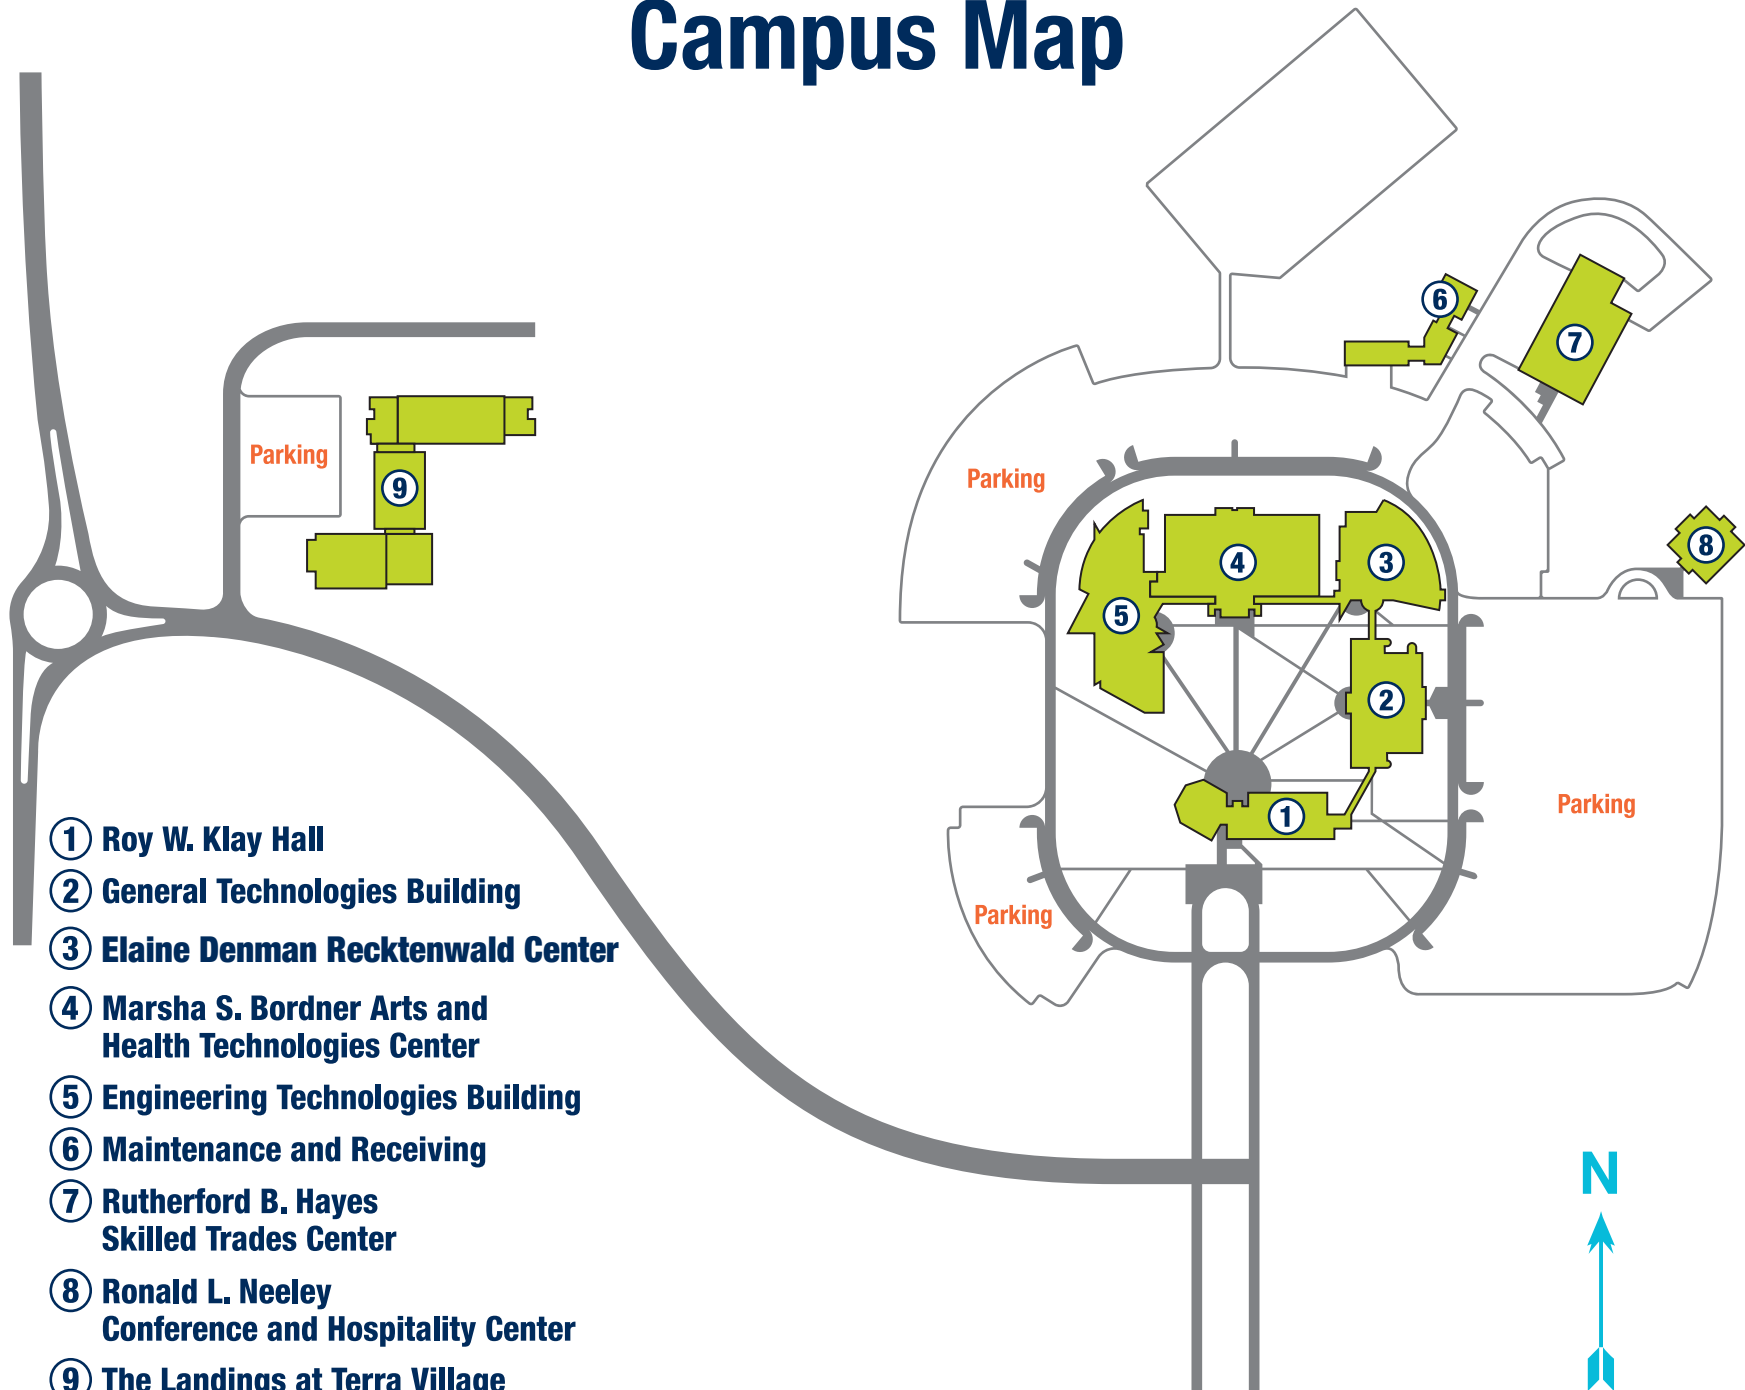 Campus Map
6
7
Parking
9
Parking
8
4
3
5
2
Parking
1
Parking
1 Roy W. Klay Hall
2 General Technologies Building
3 Elaine Denman Recktenwald Center
4 Marsha S. Bordner Arts and
Health Technologies Center
5 Engineering Technologies Building
6 Maintenance and Receiving
7 Rutherford B. Hayes
Skilled Trades Center
8 Ronald L. Neeley
Conference and Hospitality Center
9 The Landings at Terra Village
N